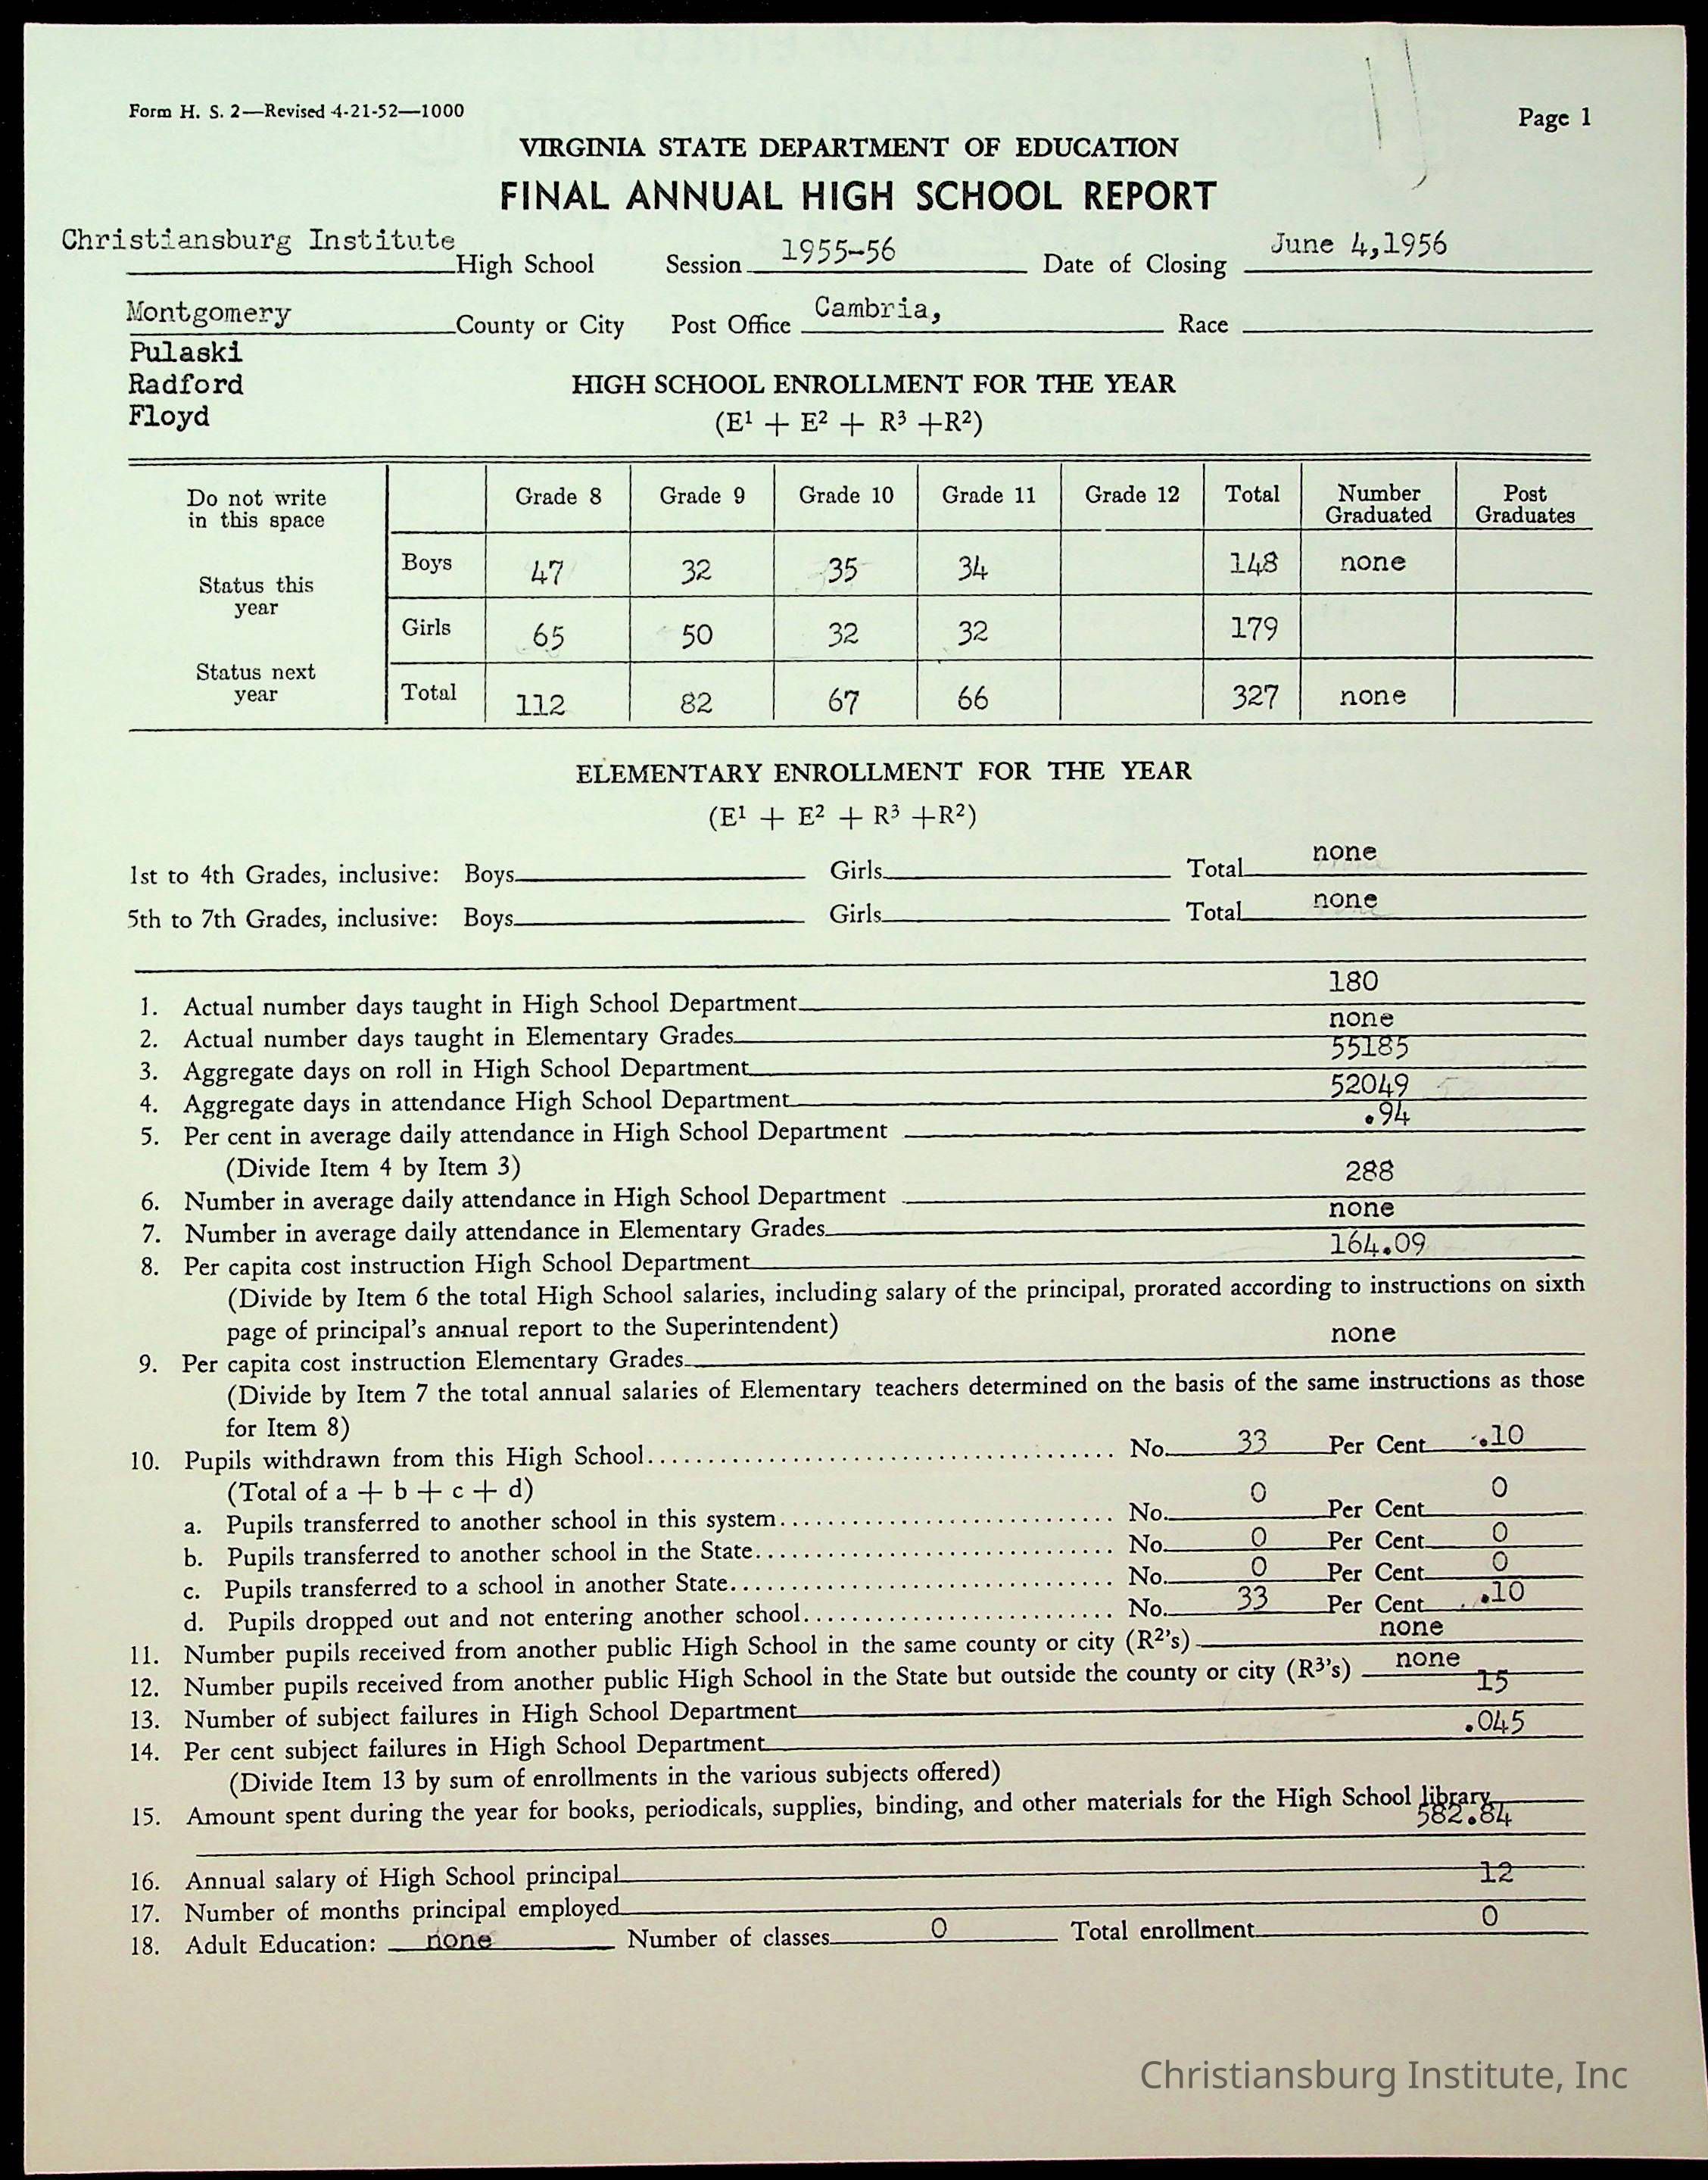 Form H. S. 2—Revised 4-21-52—1000
Page 1
VIRGINIA STATE DEPARTMENT OF EDUCATION
FINAL ANNUAL HIGH SCHOOL REPORT
Christiansburg Institute High School Session 1955-56 Date of Closing June 4,1956
Montgomery County or City Post Office Cambria, Race
Pulaski
Radford
Floyd
HIGH SCHOOL ENROLLMENT FOR THE YEAR
(E¹ + E² + R³ +R²)
Do not write in this space Grade 8 Grade 9 Grade 10 Grade 11 Grade 12 Total Number Graduated Post Graduates
Status this year Boys 47 32 35 34 148 none
Girls 65 50 32 32 179
Status next year Total 112 82 67 66 327 none
ELEMENTARY ENROLLMENT FOR THE YEAR
(E¹ + E² + R³ +R²)
1st to 4th Grades, inclusive: Boys Girls Total none
5th to 7th Grades, inclusive: Boys Girls Total none
1. Actual number days taught in High School Department 180
2. Actual number days taught in Elementary Grades none
3. Aggregate days on roll in High School Department 55185
4. Aggregate days in attendance High School Department 52049
5. Per cent in average daily attendance in High School Department .94
(Divide Item 4 by Item 3)
6. Number in average daily attendance in High School Department 288
7. Number in average daily attendance in Elementary Grades none
8. Per capita cost instruction High School Department 164.09
(Divide by Item 6 the total High School salaries, including salary of the principal, prorated according to instructions on sixth
page of principal's annual report to the Superintendent)
9. Per capita cost instruction Elementary Grades none
(Divide by Item 7 the total annual salaries of Elementary teachers determined on the basis of the same instructions as those
for Item 8)
10. Pupils withdrawn from this High School No. 33 Per Cent .10
(Total of a + b + c + d)
a. Pupils transferred to another school in this system No. 0 Per Cent 0
b. Pupils transferred to another school in the State No. 0 Per Cent 0
c. Pupils transferred to a school in another State No. 0 Per Cent 0
d. Pupils dropped out and not entering another school No. 33 Per Cent .10
11. Number pupils received from another public High School in the same county or city (R²'s) none
12. Number pupils received from another public High School in the State but outside the county or city (R³'s) none
13. Number of subject failures in High School Department 15
14. Per cent subject failures in High School Department .045
(Divide Item 13 by sum of enrollments in the various subjects offered)
15. Amount spent during the year for books, periodicals, supplies, binding, and other materials for the High School library
582.84
16. Annual salary of High School principal
17. Number of months principal employed 12
18. Adult Education: none Number of classes 0 Total enrollment 0
Christiansburg Institute, Inc